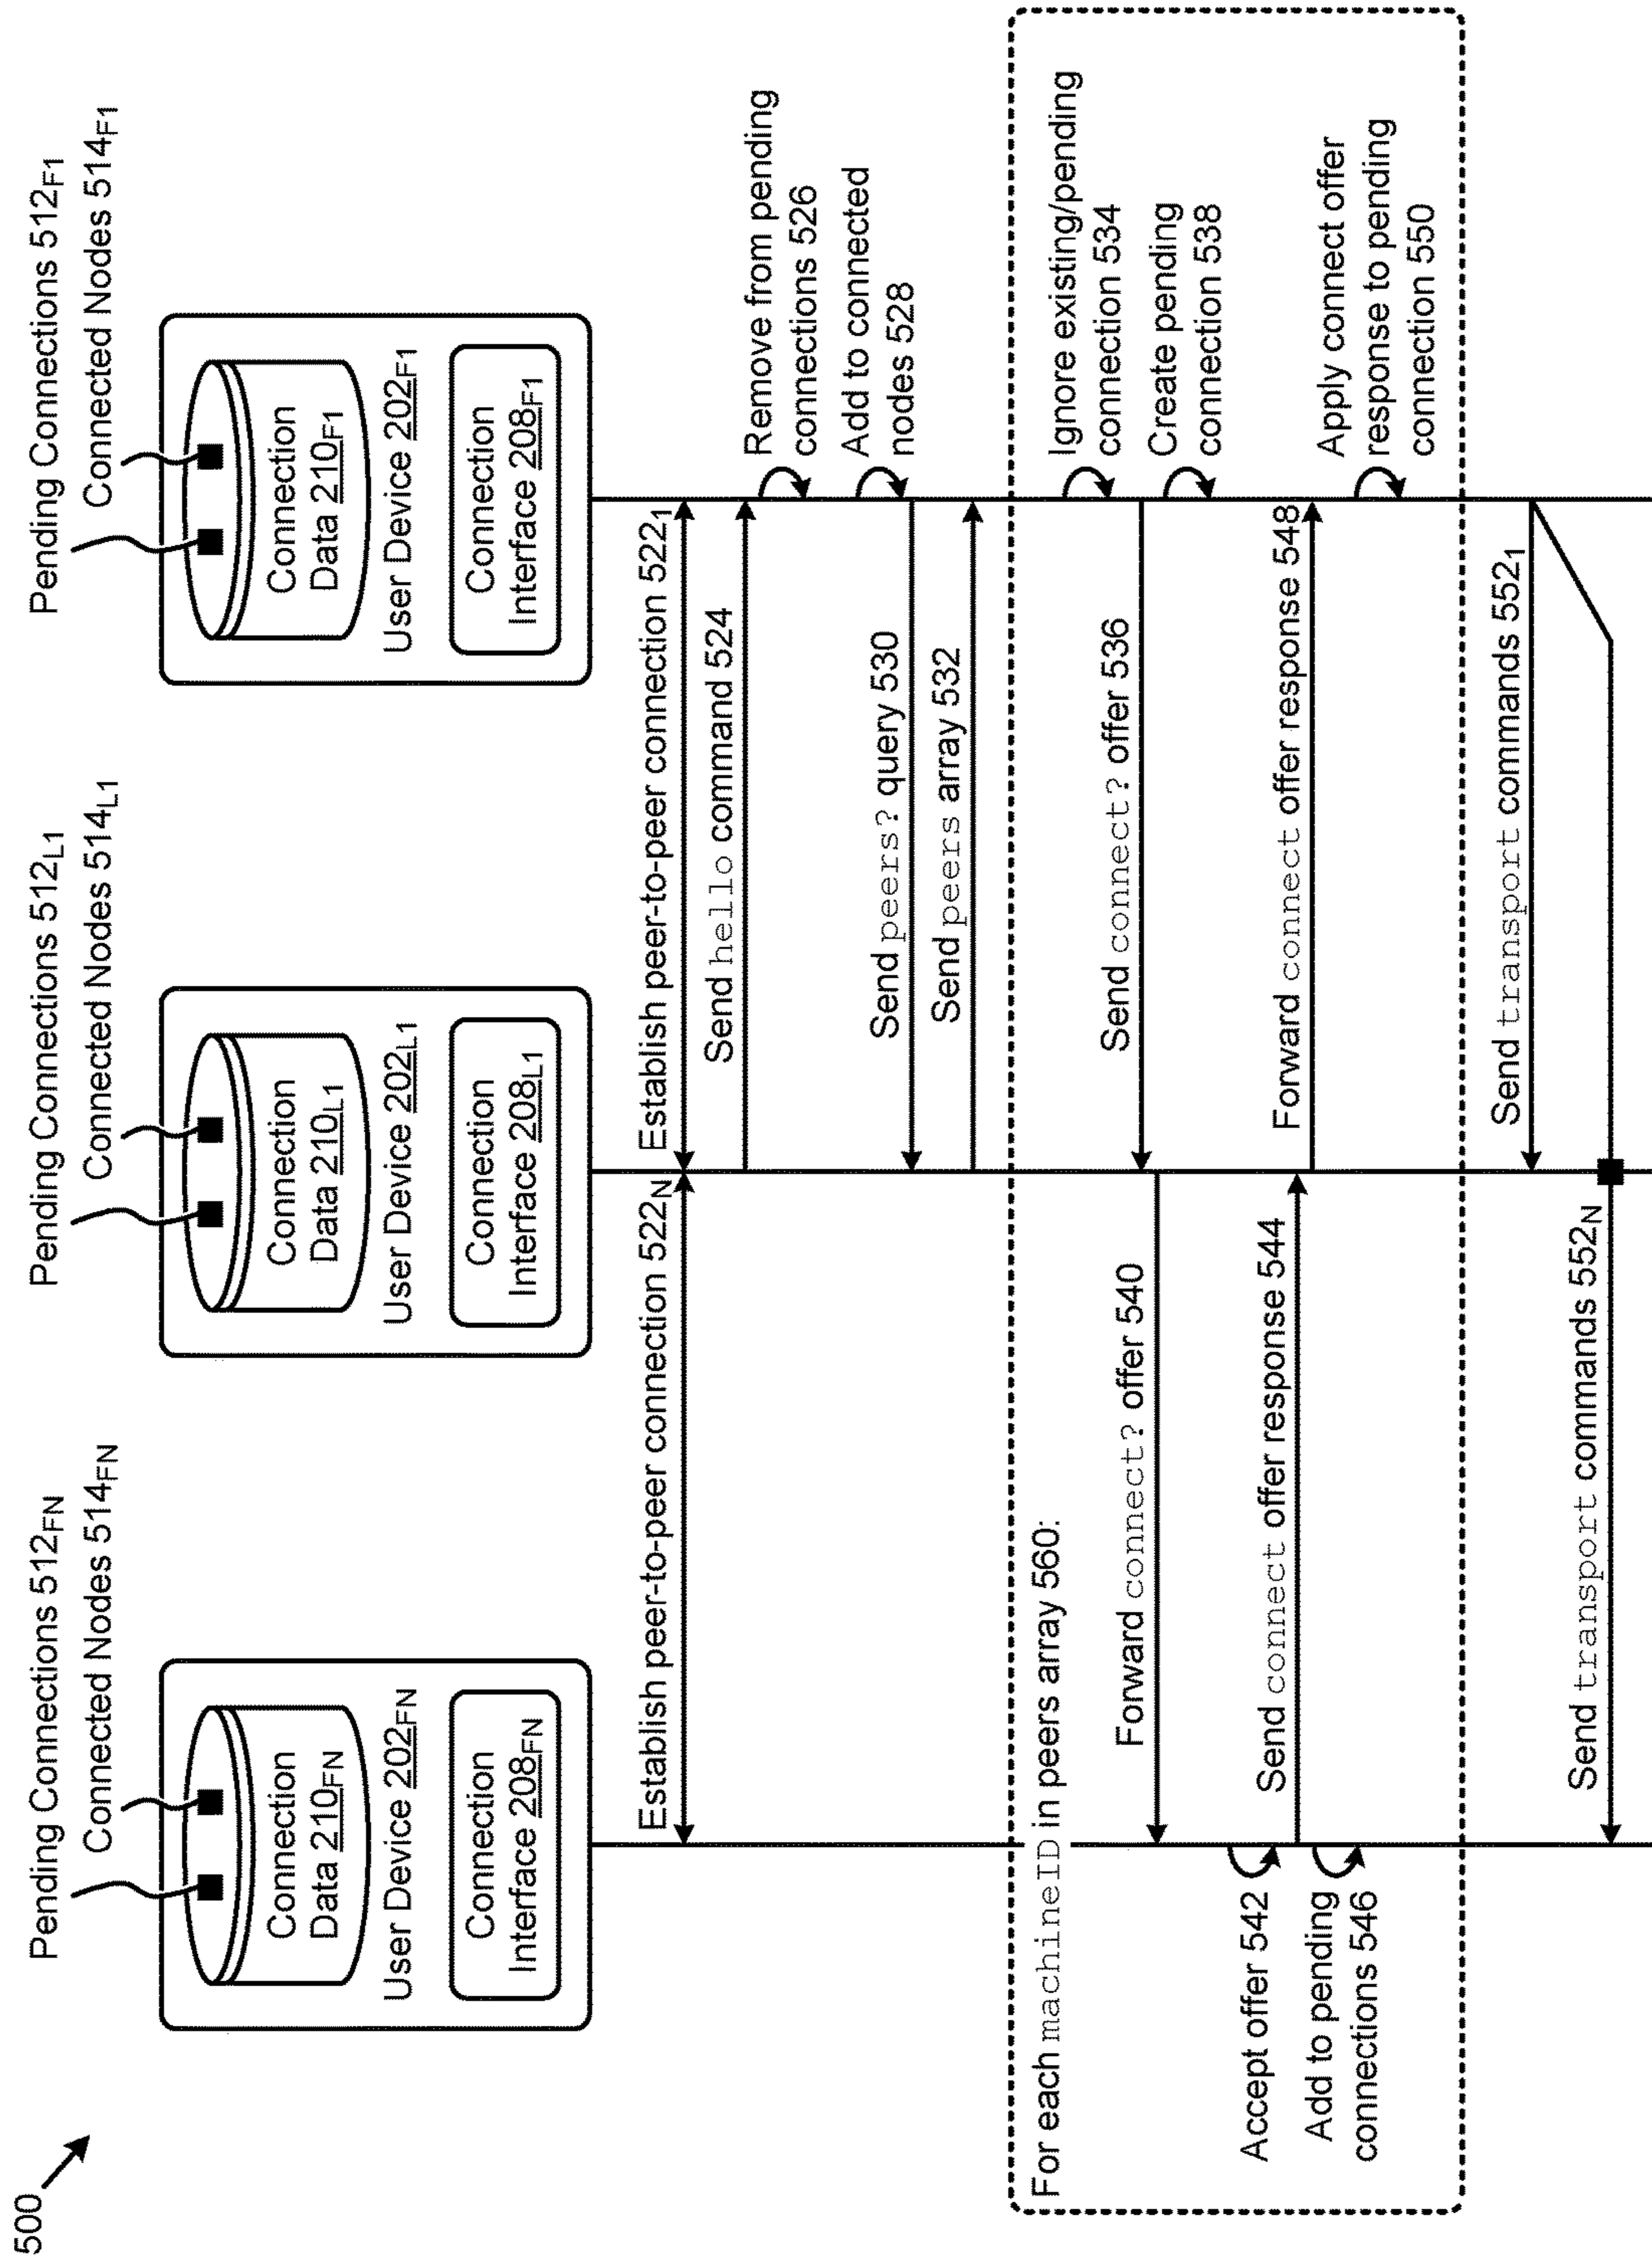 500
Pending Connections 512FN
Connected Nodes 514FN
Connection
Data 210FN
User Device 202FN
Connection
Interface 208FN
Pending Connections 512L1
Connected Nodes 514L1
Connection
Data 210L1
User Device 202L1
Connection
Interface 208L1
Pending Connections 512F1
Connected Nodes 514F1
Connection
Data 210F1
User Device 202F1
Connection
Interface 208F1
Establish peer-to-peer connection 522N
Establish peer-to-peer connection 5221
Send hello command 524
Remove from pending
connections 526
Add to connected
nodes 528
Send peers? query 530
Send peers array 532
For each machineID in peers array 560:
Ignore existing/pending
connection 534
Send connect? offer 536
Create pending
connection 538
Forward connect? offer 540
Accept offer 542
Send connect offer response 544
Add to pending
connections 546
Forward connect offer response 548
Apply connect offer
response to pending
connection 550
Send transport commands 5521
Send transport commands 552N